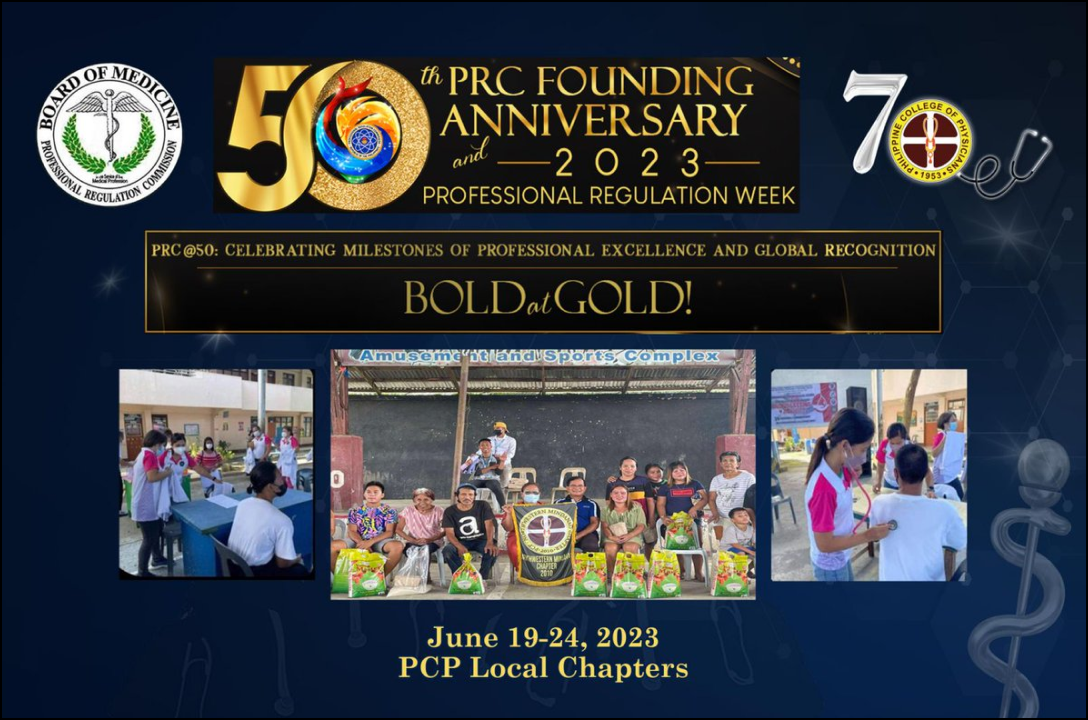 BOARD OF MEDICINE
PROFESSIONAL REGULATION COMMISSION
50th PRC FOUNDING
ANNIVERSARY
and 2023
PROFESSIONAL REGULATION WEEK
70
PHILIPPINE COLLEGE OF PHYSICIANS
• 1953 •
PRC@50: CELEBRATING MILESTONES OF PROFESSIONAL EXCELLENCE AND GLOBAL RECOGNITION
BOLD at GOLD!
Amusement and Sports Complex
CHAPTER
2010
June 19-24, 2023
PCP Local Chapters